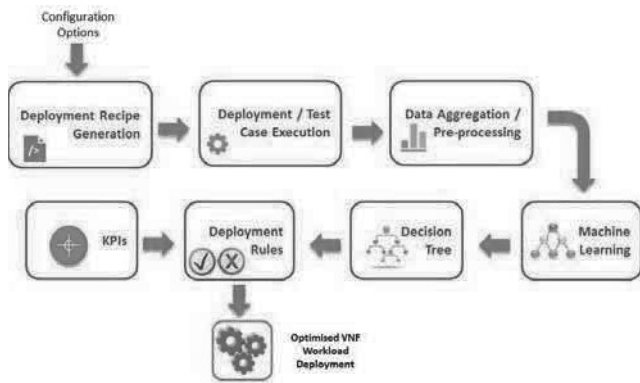 Configuration
Options
Deployment Recipe
Generation
</>
Deployment / Test
Case Execution
Data Aggregation /
Pre-processing
KPIs
Deployment
Rules
Decision
Tree
Machine
Learning
Optimised VNF
Workload
Deployment